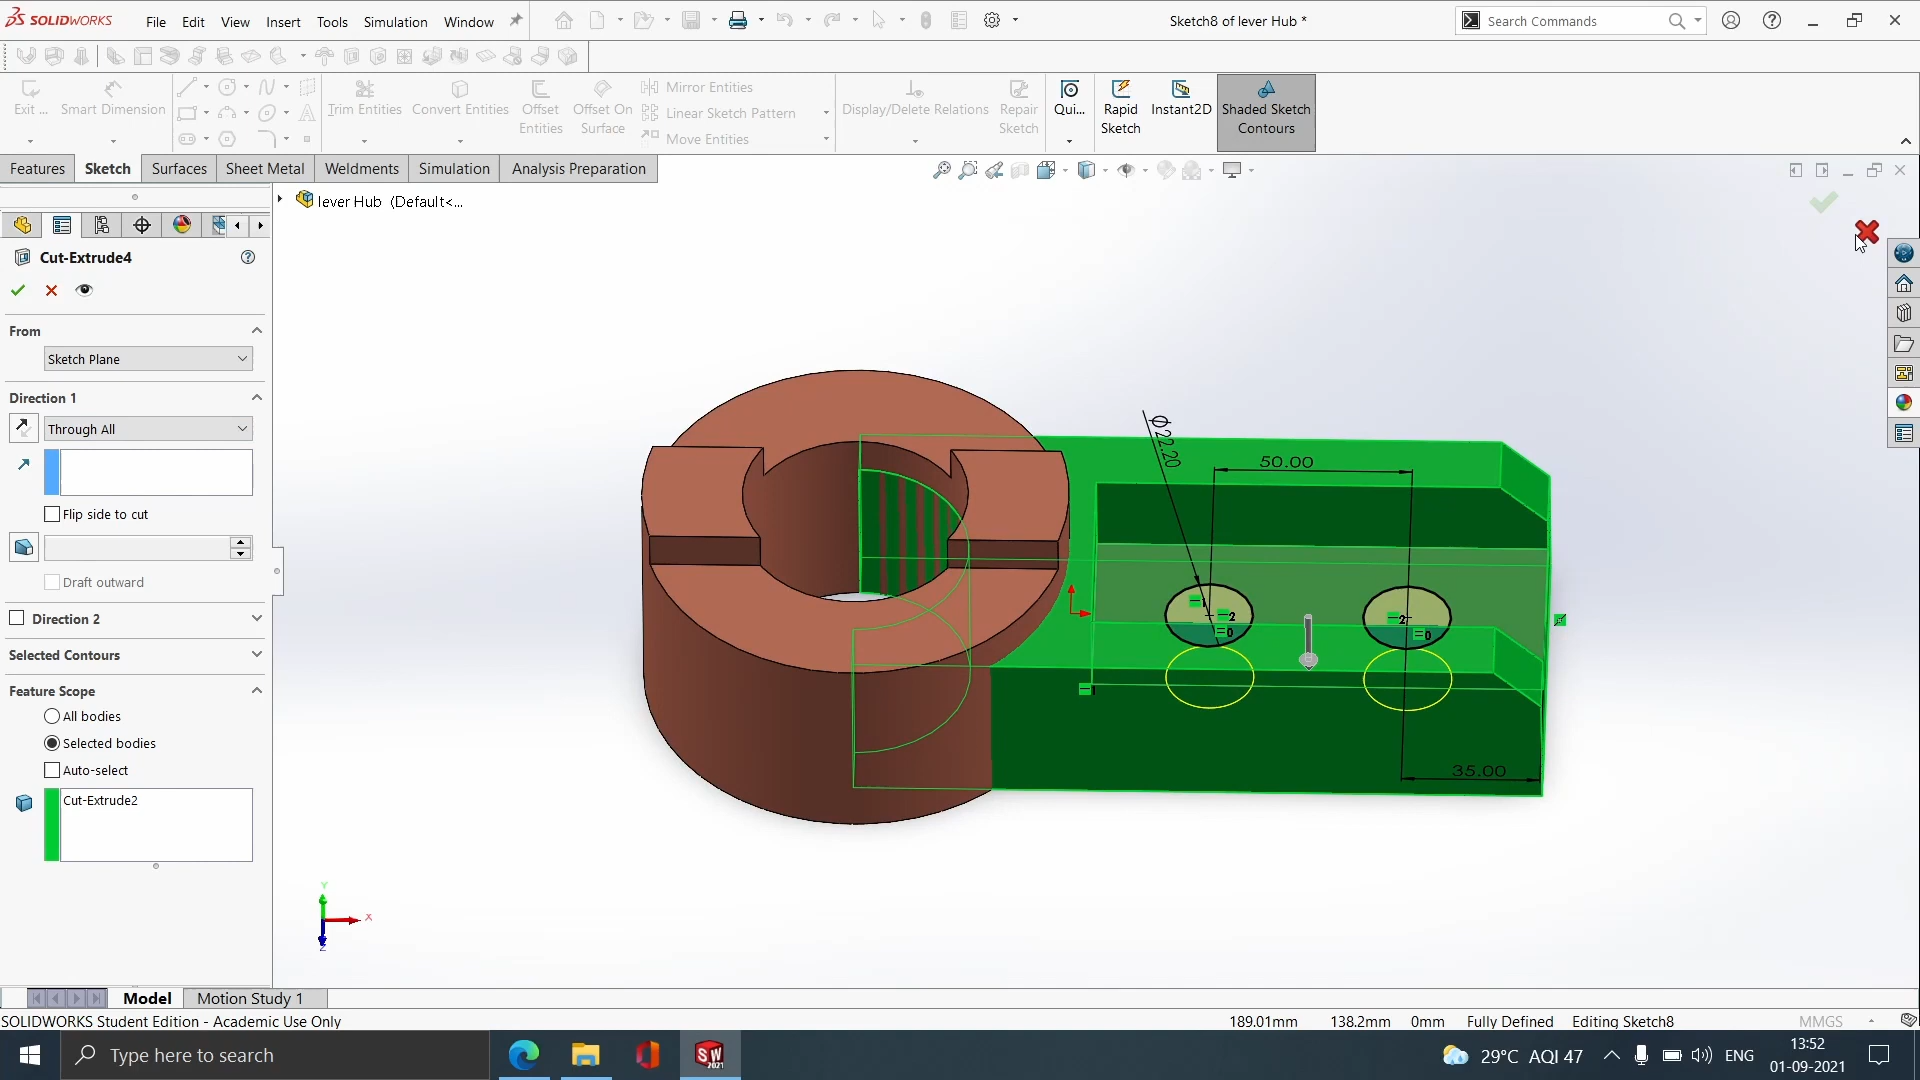 SOLIDWORKS
File Edit View Insert Tools Simulation Window
Sketch8 of lever Hub *
Search Commands
Exit ...
Smart Dimension
Trim Entities
Convert Entities
Offset Entities
Offset On Surface
Mirror Entities
Linear Sketch Pattern
Move Entities
Display/Delete Relations
Repair Sketch
Qui...
Rapid Sketch
Instant2D
Shaded Sketch Contours
Features Sketch Surfaces Sheet Metal Weldments Simulation Analysis Preparation
lever Hub (Default<...
Cut-Extrude4
From
Sketch Plane
Direction 1
Through All
Flip side to cut
Draft outward
Direction 2
Selected Contours
Feature Scope
All bodies
Selected bodies
Auto-select
Cut-Extrude2
Φ22.20
50.00
35.00
Y
X
Z
Model Motion Study 1
SOLIDWORKS Student Edition - Academic Use Only
189.01mm 138.2mm 0mm Fully Defined Editing Sketch8 MMGS
Type here to search
SW
2021
29°C AQI 47
ENG
13:52
01-09-2021